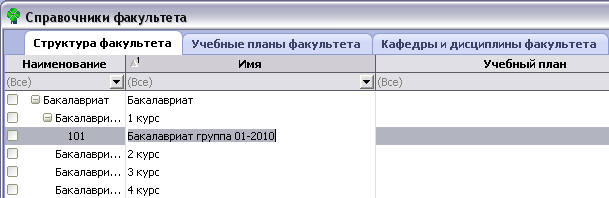 Справочники факультета
Структура факультета Учебные планы факультета Кафедры и дисциплины факультета
Наименование 1 Имя Учебный план
(Все) (Все) (Все)
Бакалавриат Бакалавриат
Бакалаври... 1 курс
101 Бакалавриат группа 01-2010
Бакалаври... 2 курс
Бакалаври... 3 курс
Бакалаври... 4 курс